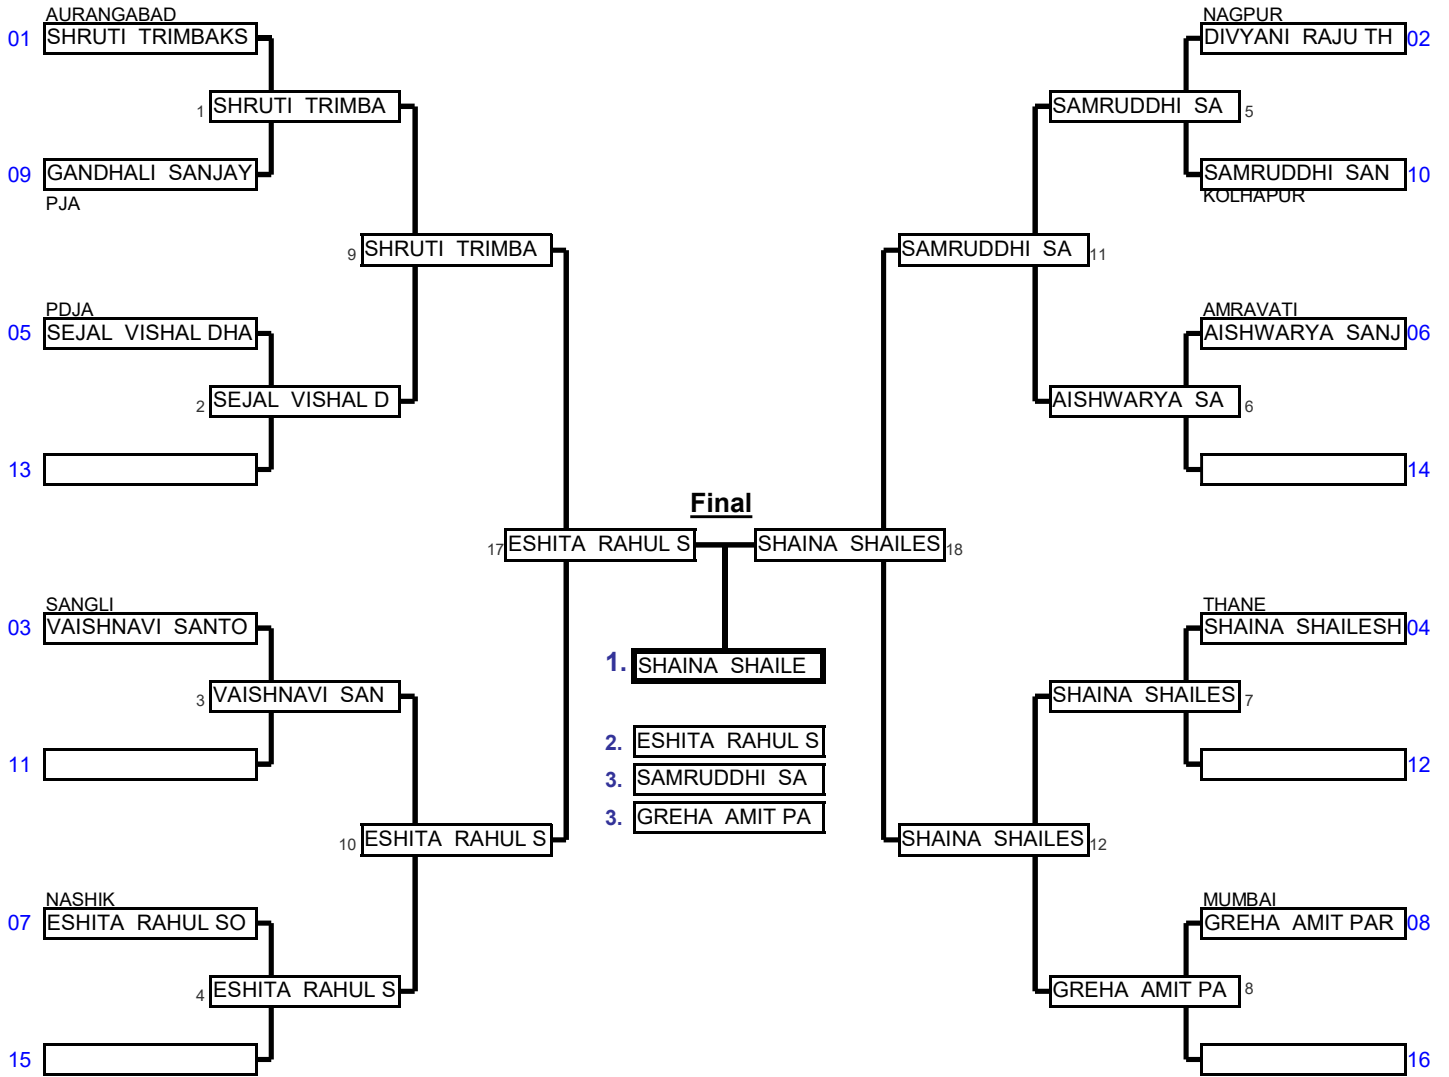 AURANGABAD
01 SHRUTI TRIMBAKS
1 SHRUTI TRIMBA
09 GANDHALI SANJAY
PJA
9 SHRUTI TRIMBA
PDJA
05 SEJAL VISHAL DHA
2 SEJAL VISHAL D
13
17 ESHITA RAHUL S
SANGLI
03 VAISHNAVI SANTO
3 VAISHNAVI SAN
11
10 ESHITA RAHUL S
NASHIK
07 ESHITA RAHUL SO
4 ESHITA RAHUL S
15
Final
1. SHAINA SHAILE
2. ESHITA RAHUL S
3. SAMRUDDHI SA
3. GREHA AMIT PA
NAGPUR
DIVYANI RAJU TH 02
SAMRUDDHI SA 5
SAMRUDDHI SAN 10
KOLHAPUR
SAMRUDDHI SA 11
AMRAVATI
AISHWARYA SANJ 06
AISHWARYA SA 6
14
SHAINA SHAILES 18
THANE
SHAINA SHAILESH 04
SHAINA SHAILES 7
12
SHAINA SHAILES 12
MUMBAI
GREHA AMIT PAR 08
GREHA AMIT PA 8
16